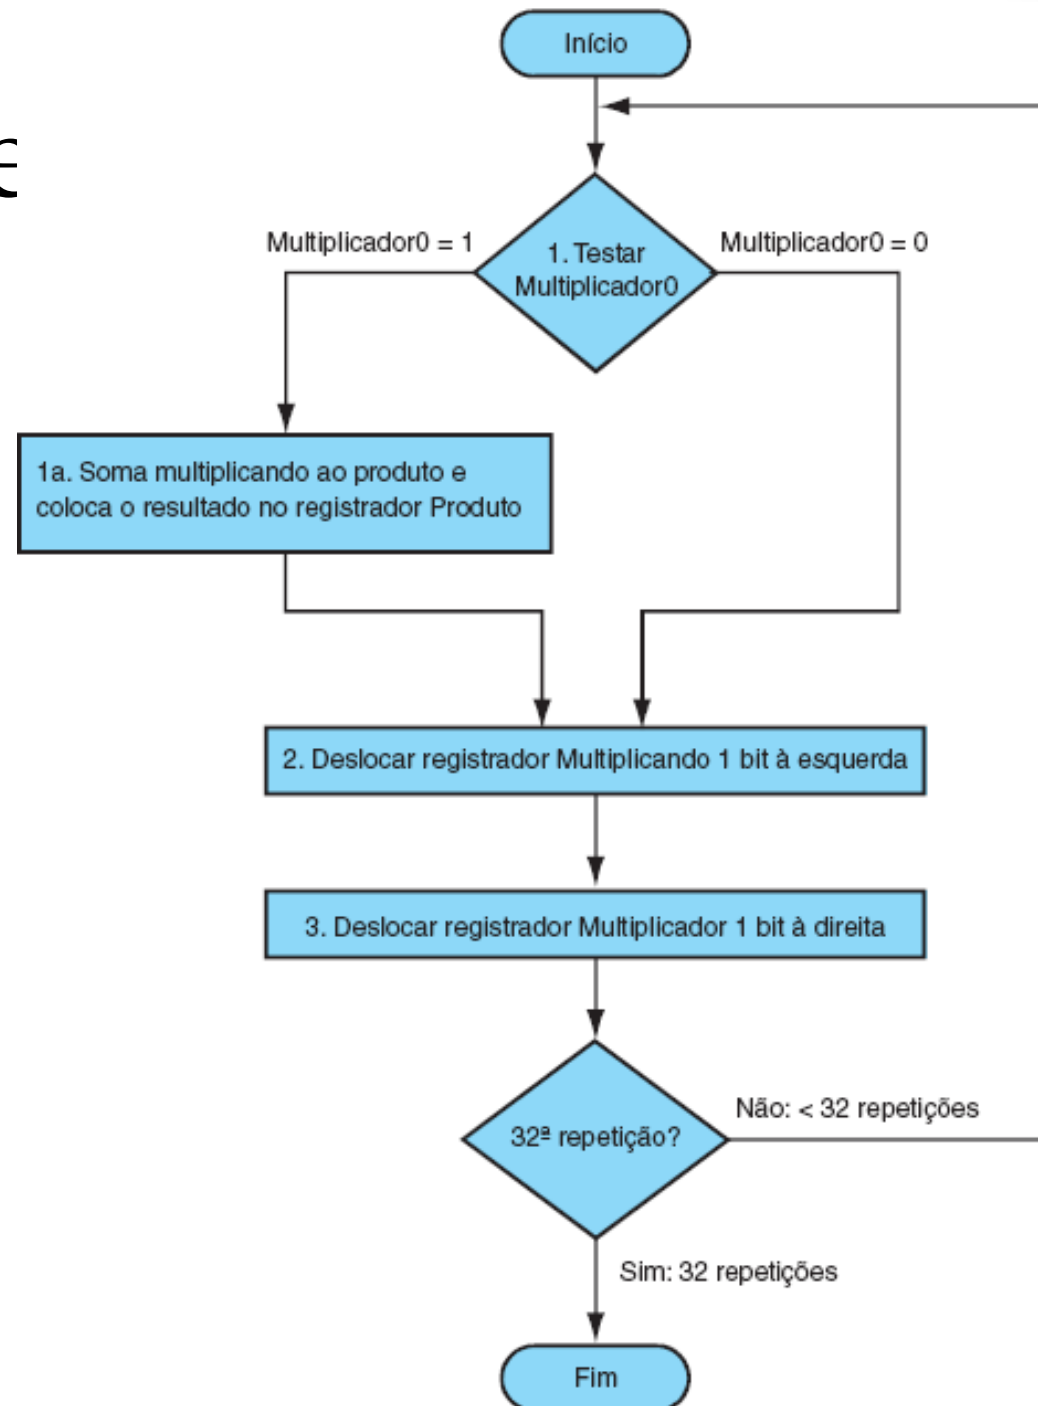 Início
Multiplicador0 = 1
1. Testar
Multiplicador0
Multiplicador0 = 0
1a. Soma multiplicando ao produto e
coloca o resultado no registrador Produto
2. Deslocar registrador Multiplicando 1 bit à esquerda
3. Deslocar registrador Multiplicador 1 bit à direita
32ª repetição?
Não: < 32 repetições
Sim: 32 repetições
Fim